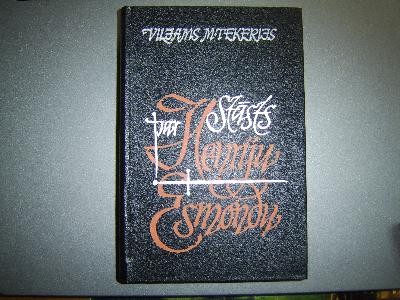 VILJAMS M. TEKERIJS
Stāsts
par
Henriju
Esmondu